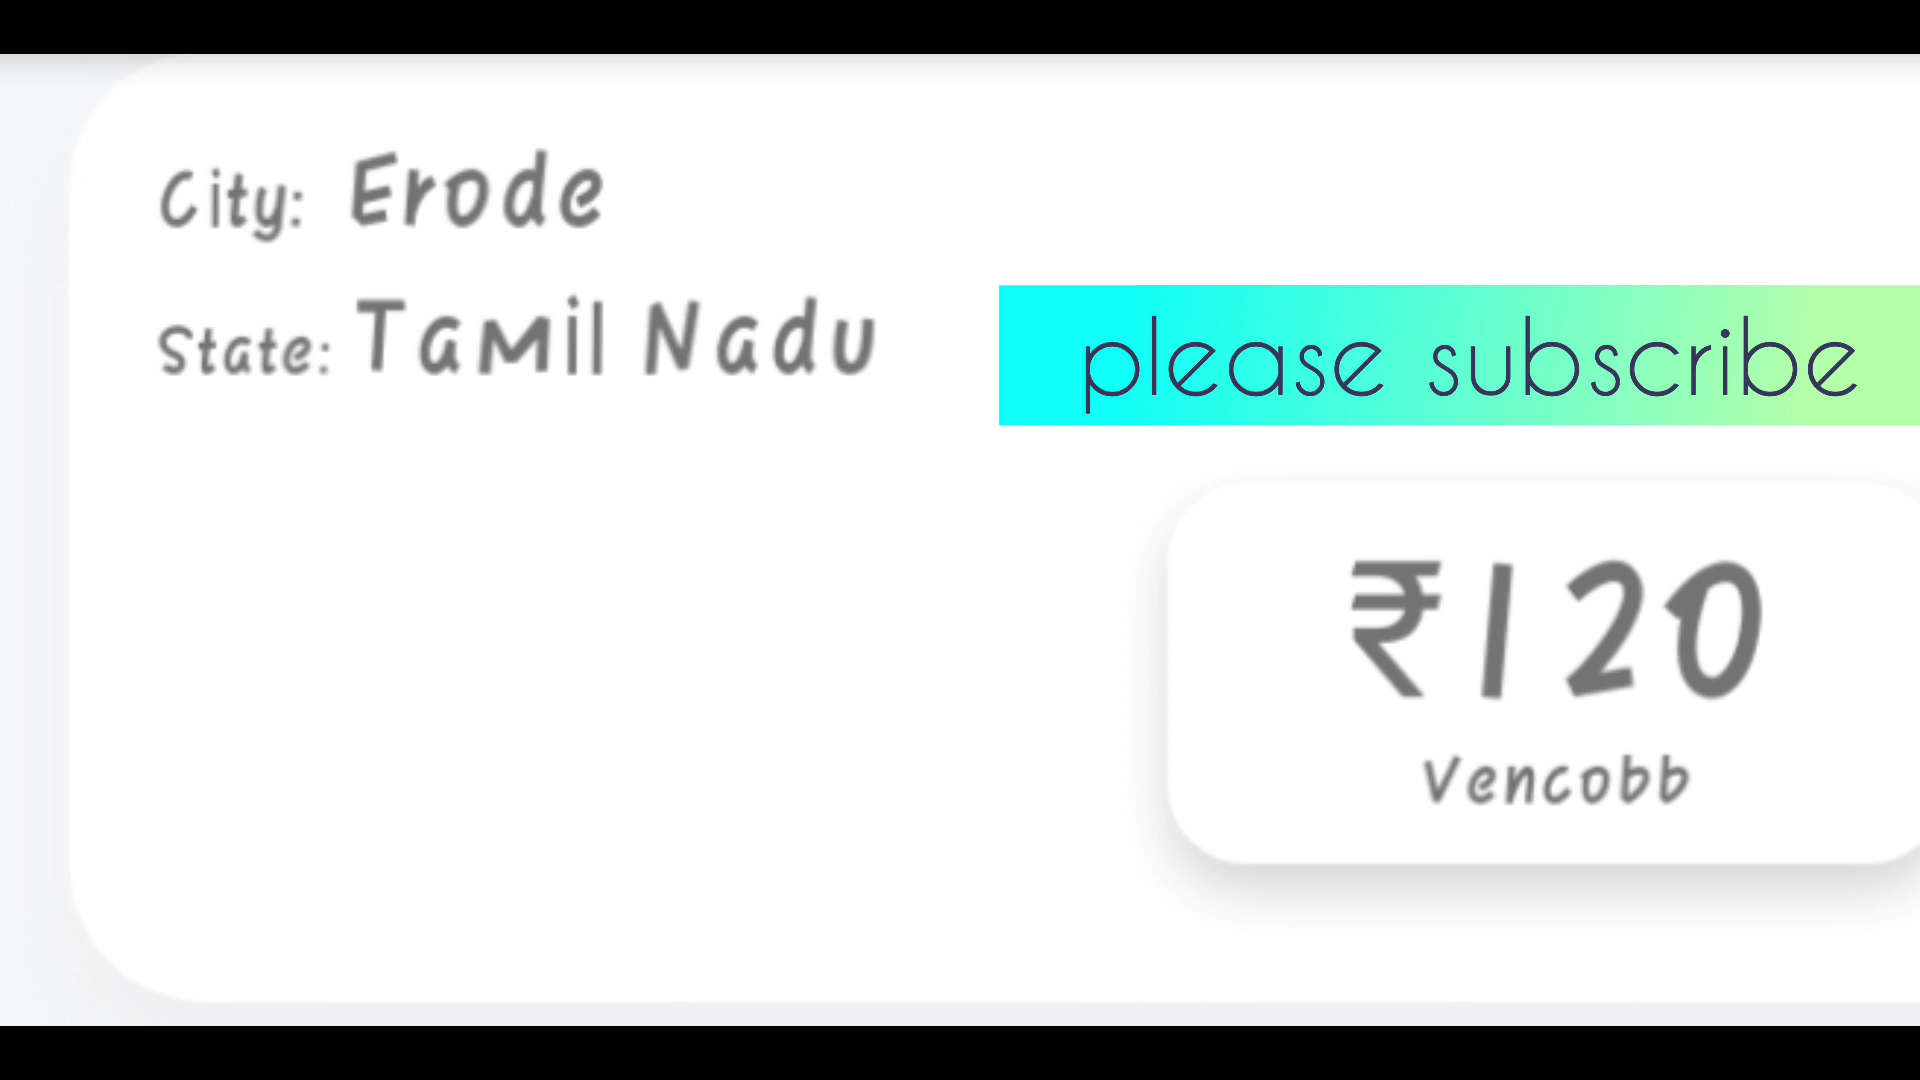 City: Erode
State: Tamil Nadu
please subscribe
₹120
Vencobb